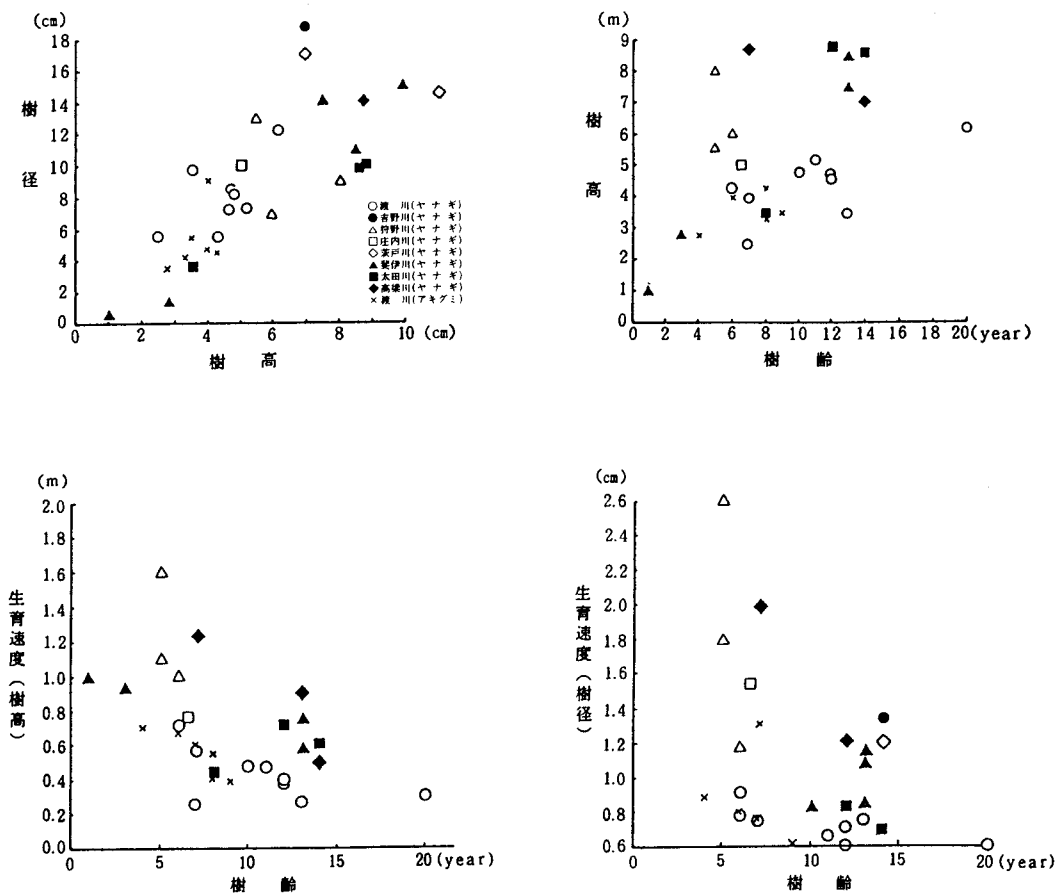 (cm)
18
16
14
12
10
8
6
4
2
0
樹径
0 2 4 6 8 10 (cm)
樹高
○渡 川(ヤナギ)
●吉野川(ヤナギ)
△狩野川(ヤナギ)
□庄内川(ヤナギ)
◇茨戸川(ヤナギ)
▲斐伊川(ヤナギ)
■太田川(ヤナギ)
◆高梁川(ヤナギ)
×渡 川(アキグミ)
(m)
9
8
7
6
5
4
3
2
1
0
樹高
0 2 4 6 8 10 12 14 16 18 20(year)
樹齢
(m)
2.0
1.8
1.6
1.4
1.2
1.0
0.8
0.6
0.4
0.2
0.0
生育速度(樹高)
0 5 10 15 20 (year)
樹齢
(cm)
2.6
2.4
2.2
2.0
1.8
1.6
1.4
1.2
1.0
0.8
0.6
生育速度(樹径)
0 5 10 15 20(year)
樹齢